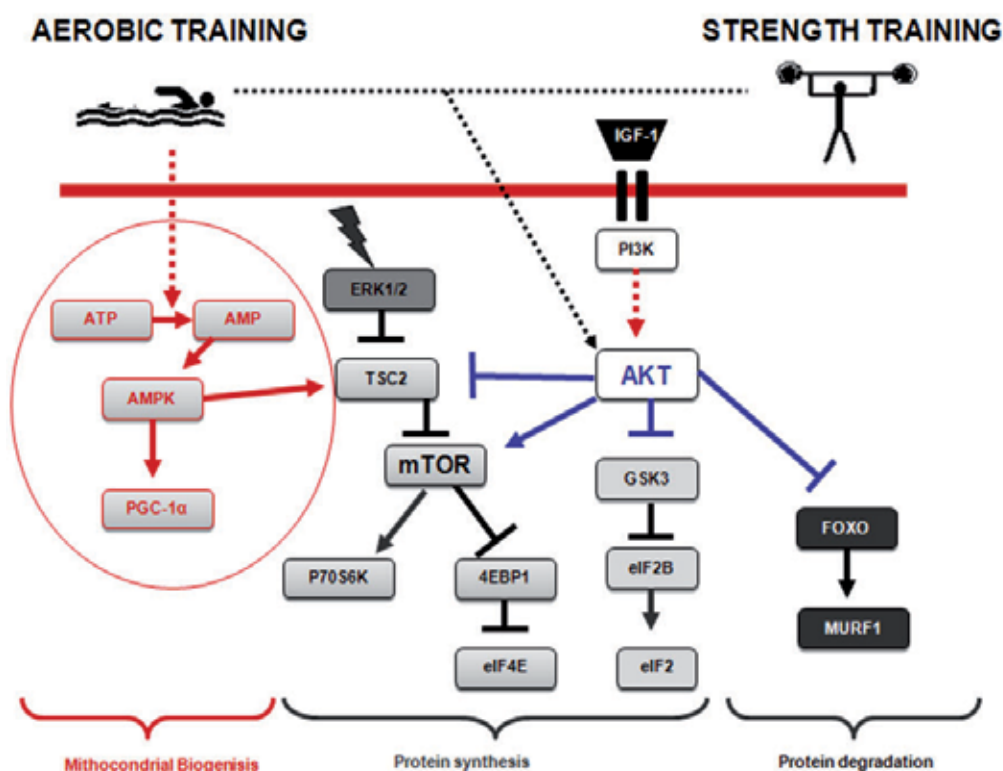 AEROBIC TRAINING
STRENGTH TRAINING
IGF-1
PI3K
ERK1/2
ATP
AMP
TSC2
AKT
AMPK
mTOR
GSK3
PGC-1α
FOXO
P70S6K
4EBP1
eIF2B
MURF1
eIF4E
eIF2
Mithocondrial Biogenisis
Protein synthesis
Protein degradation